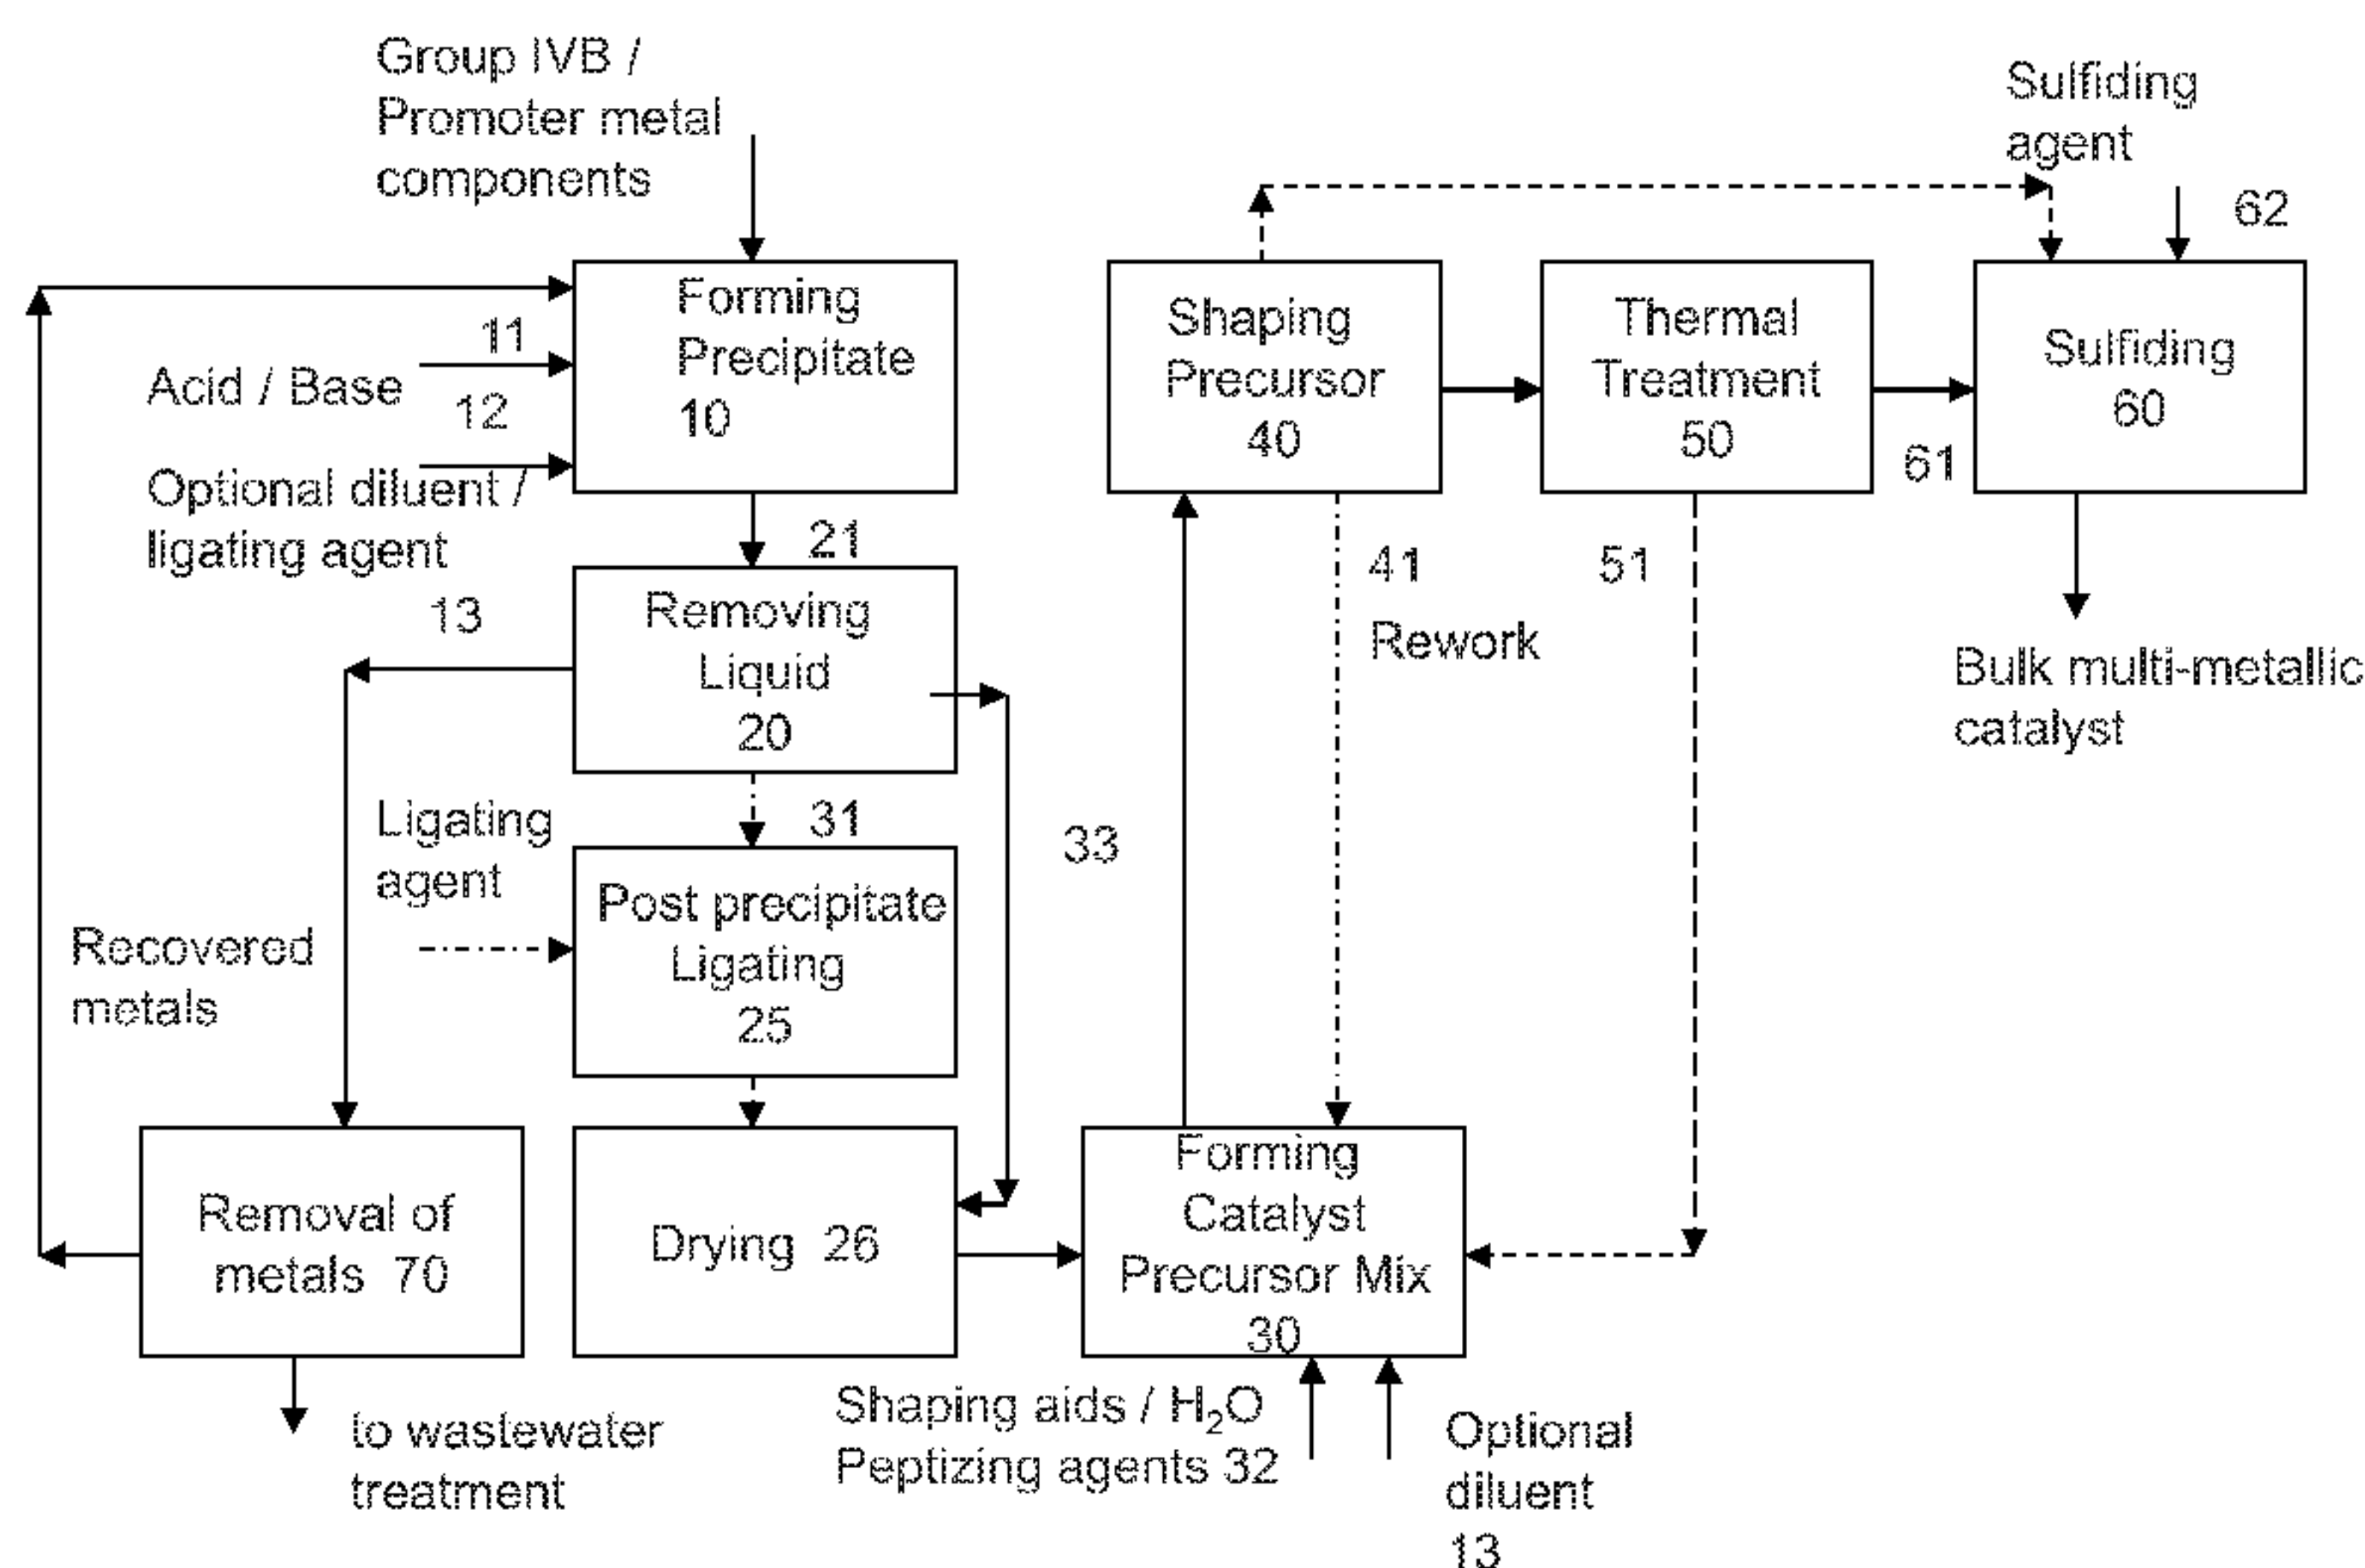 Group IVB /
Promoter metal
components
Sulfiding
agent
62
Forming
Precipitate
10
11
Acid / Base
12
Optional diluent /
ligating agent
13
21
Shaping
Precursor
40
Thermal
Treatment
50
61
Sulfiding
60
Removing
Liquid
20
41
Rework
51
Bulk multi-metallic
catalyst
Ligating
agent
31
33
Post precipitate
Ligating
25
Recovered
metals
Removal of
metals 70
Drying 26
Forming
Catalyst
Precursor Mix
30
to wastewater
treatment
Shaping aids / H₂O
Peptizing agents 32
Optional
diluent
13